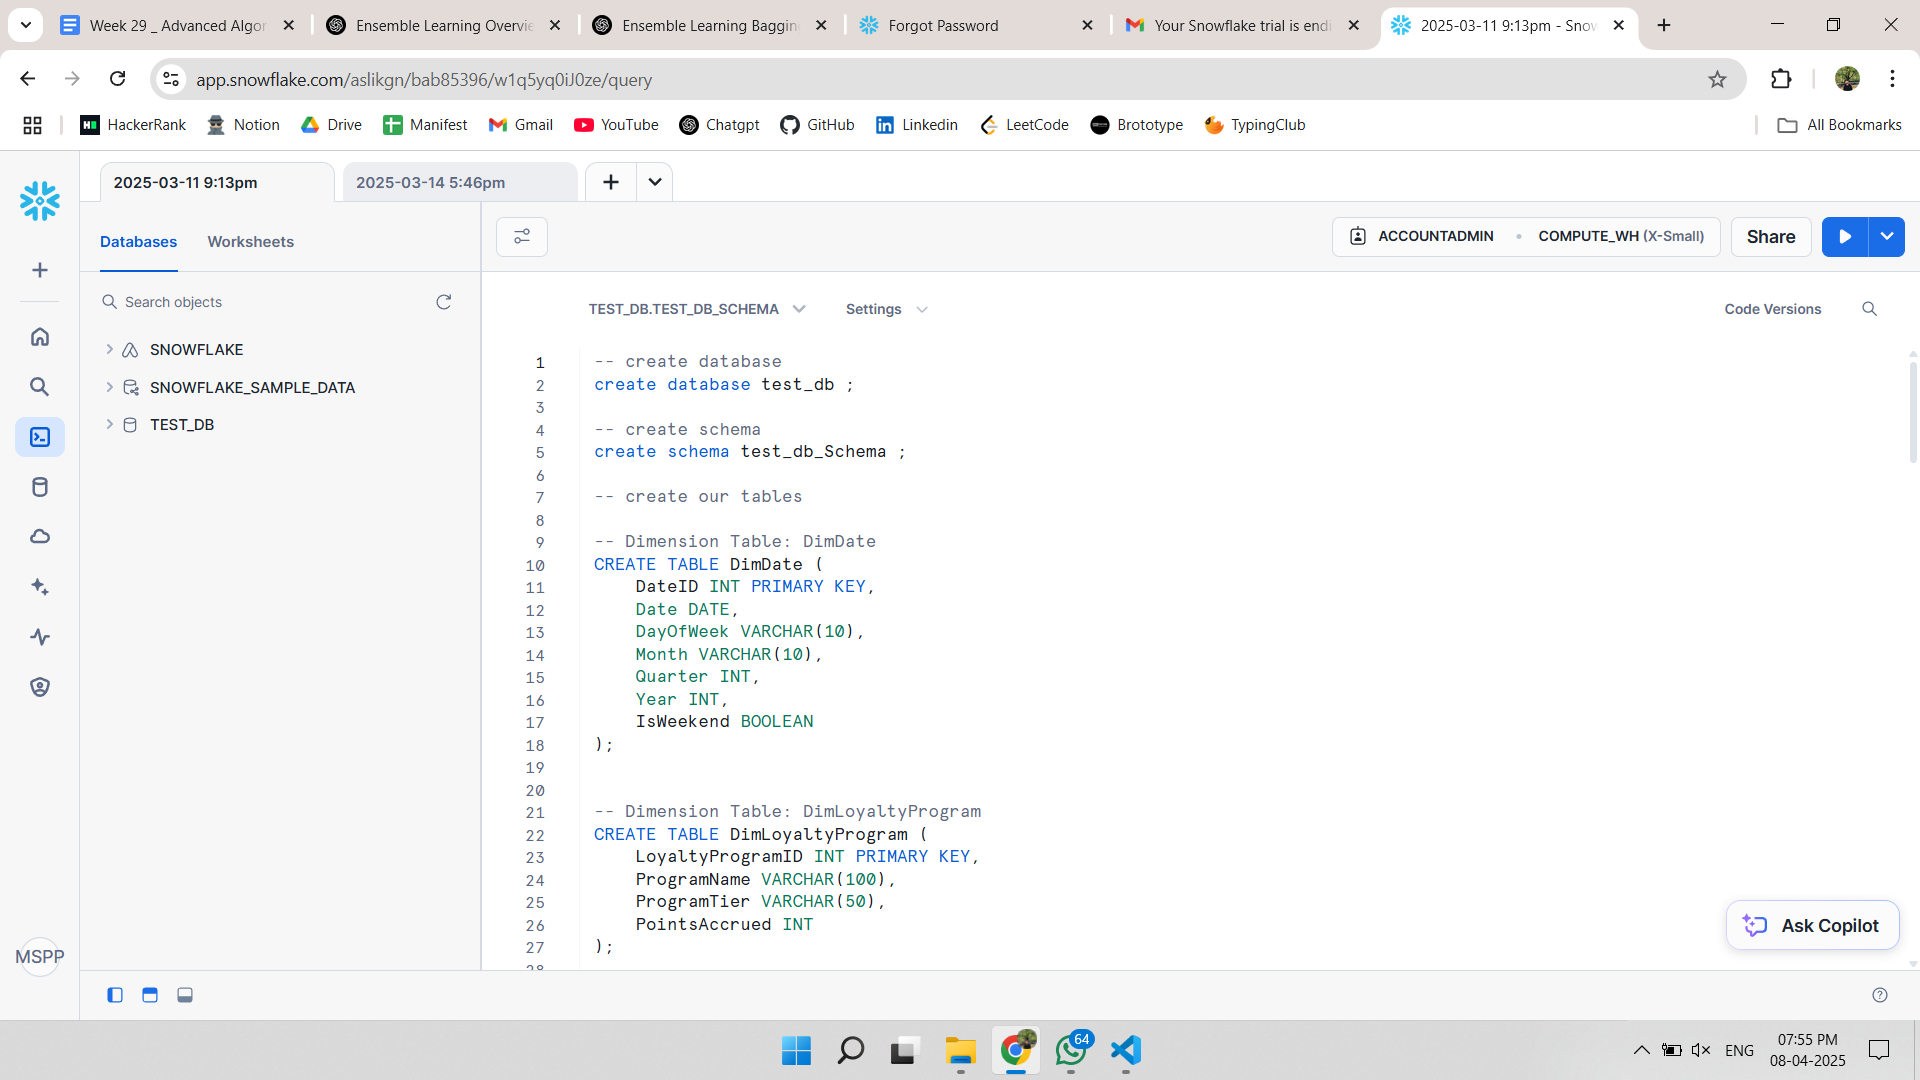 Week 29 _ Advanced Algor
Ensemble Learning Overvie
Ensemble Learning Baggin
Forgot Password
Your Snowflake trial is endi
2025-03-11 9:13pm - Snow
app.snowflake.com/aslikgn/bab85396/w1q5yq0iJ0ze/query
HackerRank
Notion
Drive
Manifest
Gmail
YouTube
Chatgpt
GitHub
Linkedin
LeetCode
Brototype
TypingClub
All Bookmarks
2025-03-11 9:13pm
2025-03-14 5:46pm
Databases
Worksheets
ACCOUNTADMIN
COMPUTE_WH (X-Small)
Share
Search objects
SNOWFLAKE
SNOWFLAKE_SAMPLE_DATA
TEST_DB
MSPP
TEST_DB.TEST_DB_SCHEMA
Settings
Code Versions
1 -- create database
2 create database test_db ;
3
4 -- create schema
5 create schema test_db_Schema ;
6
7 -- create our tables
8
9 -- Dimension Table: DimDate
10 CREATE TABLE DimDate (
11 DateID INT PRIMARY KEY,
12 Date DATE,
13 DayOfWeek VARCHAR(10),
14 Month VARCHAR(10),
15 Quarter INT,
16 Year INT,
17 IsWeekend BOOLEAN
18 );
19
20
21 -- Dimension Table: DimLoyaltyProgram
22 CREATE TABLE DimLoyaltyProgram (
23 LoyaltyProgramID INT PRIMARY KEY,
24 ProgramName VARCHAR(100),
25 ProgramTier VARCHAR(50),
26 PointsAccrued INT
27 );
28
Ask Copilot
64
ENG
07:55 PM
08-04-2025